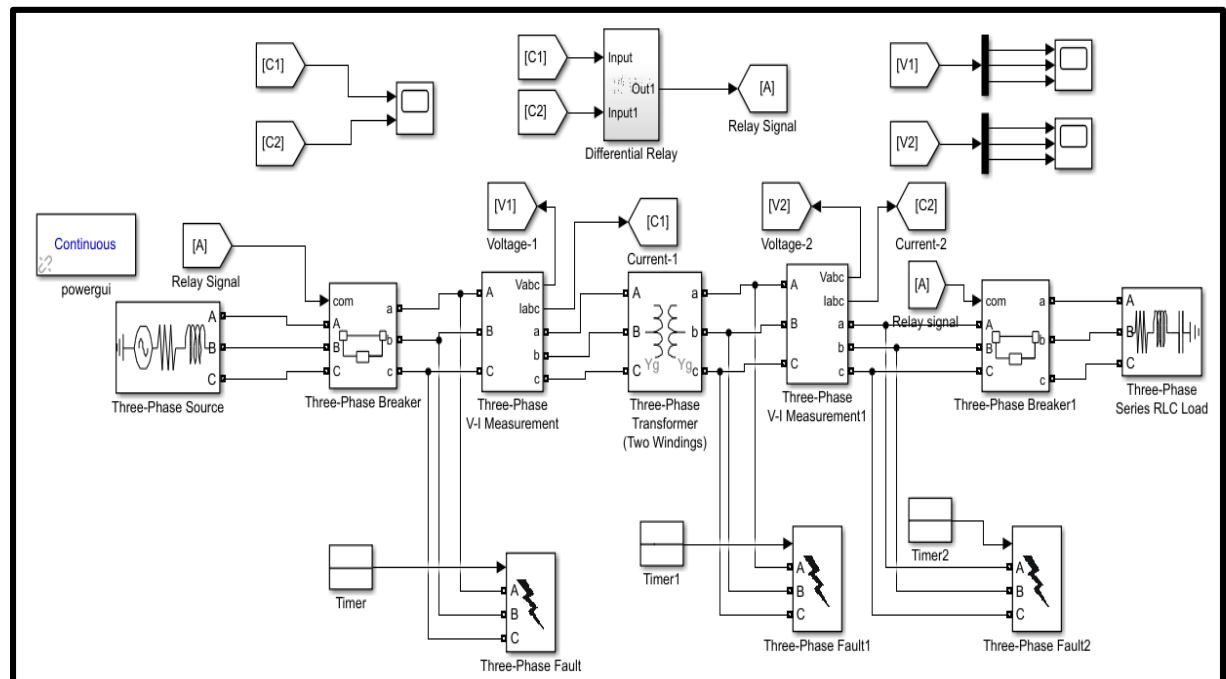 [C1]
[C2]
[C1]
[C2]
Input
Out1
Input1
Differential Relay
[A]
Relay Signal
[V1]
[V2]
Continuous
powergui
[A]
Relay Signal
[V1]
Voltage-1
[C1]
Current-1
[V2]
Voltage-2
[C2]
Current-2
[A]
Relay signal
A
B
C
Three-Phase Source
com
A
B
C
a
b
c
Three-Phase Breaker
A
B
C
Vabc
Iabc
a
b
c
Three-Phase
V-I Measurement
A
B
C
Yg
Yg
a
b
c
Three-Phase
Transformer
(Two Windings)
A
B
C
Vabc
Iabc
a
b
c
Three-Phase
V-I Measurement1
com
A
B
C
a
b
c
Three-Phase Breaker1
A
B
C
Three-Phase
Series RLC Load
Timer
A
B
C
Three-Phase Fault
Timer1
A
B
C
Three-Phase Fault1
Timer2
A
B
C
Three-Phase Fault2